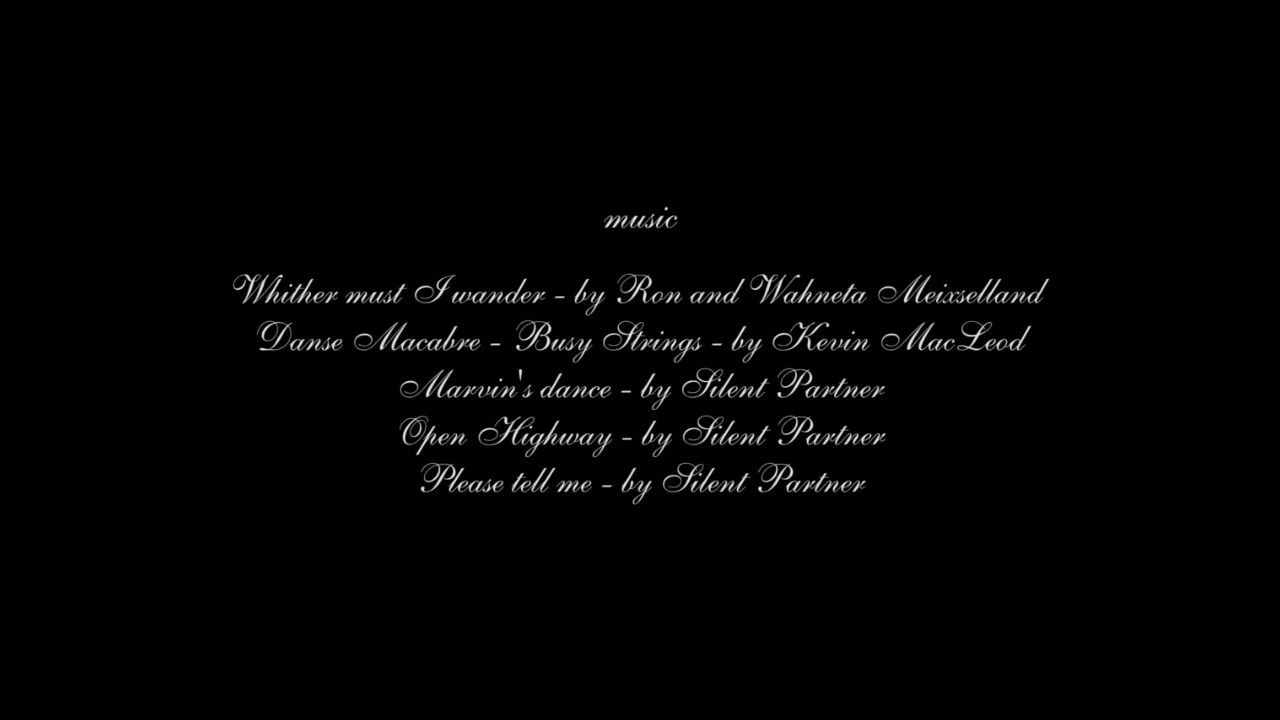 music
Whither must I wander - by Ron and Wahneta Meixselland
Danse Macabre - Busy Strings - by Kevin MacLeod
Marvin's dance - by Silent Partner
Open Highway - by Silent Partner
Please tell me - by Silent Partner